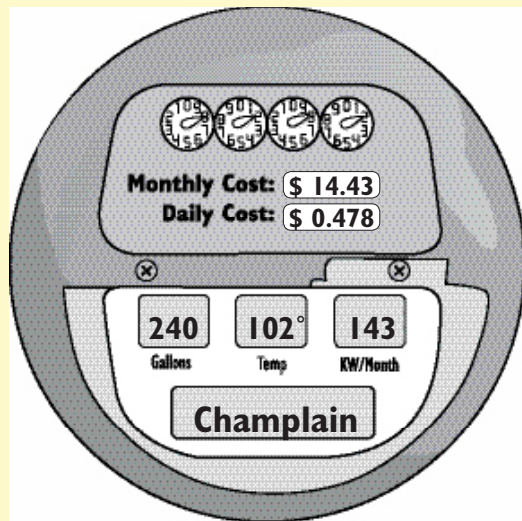 Monthly Cost: $ 14.43
Daily Cost: $ 0.478
240 102° 143
Gallons Temp KW/Month
Champlain